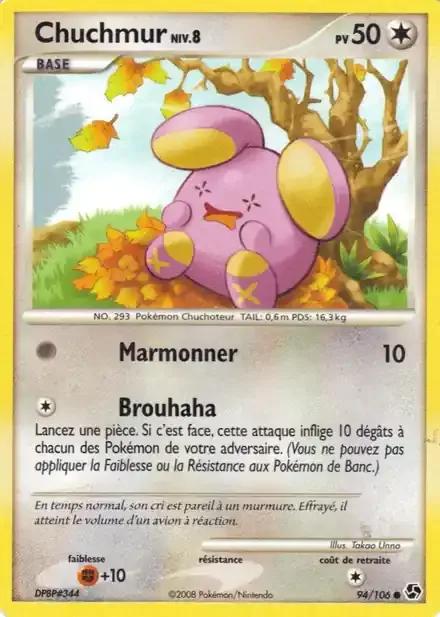 Chuchmur NIV.8 PV 50
BASE
NO. 293 Pokémon Chuchoteur TAIL: 0,6 m PDS: 16,3 kg
Marmonner 10
Brouhaha
Lancez une pièce. Si c'est face, cette attaque inflige 10 dégâts à
chacun des Pokémon de votre adversaire. (Vous ne pouvez pas
appliquer la Faiblesse ou la Résistance aux Pokémon de Banc.)
En temps normal, son cri est pareil à un murmure. Effrayé, il
atteint le volume d'un avion à réaction.
Illus. Takao Unno
faiblesse résistance coût de retraite
+10
DPBP#344 ©2008 Pokémon/Nintendo 94/106